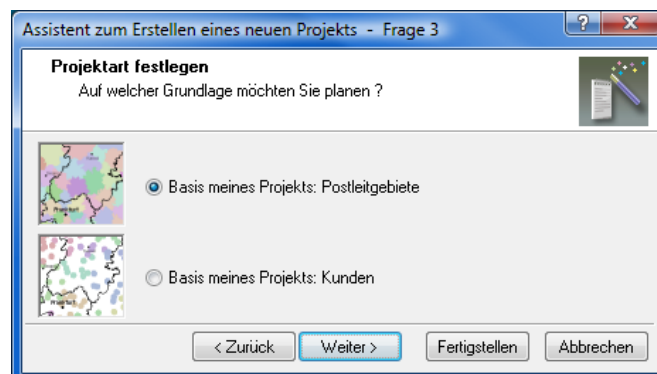 Assistent zum Erstellen eines neuen Projekts - Frage 3
Projektart festlegen
Auf welcher Grundlage möchten Sie planen ?
Basis meines Projekts: Postleitgebiete
Basis meines Projekts: Kunden
< Zurück
Weiter >
Fertigstellen
Abbrechen